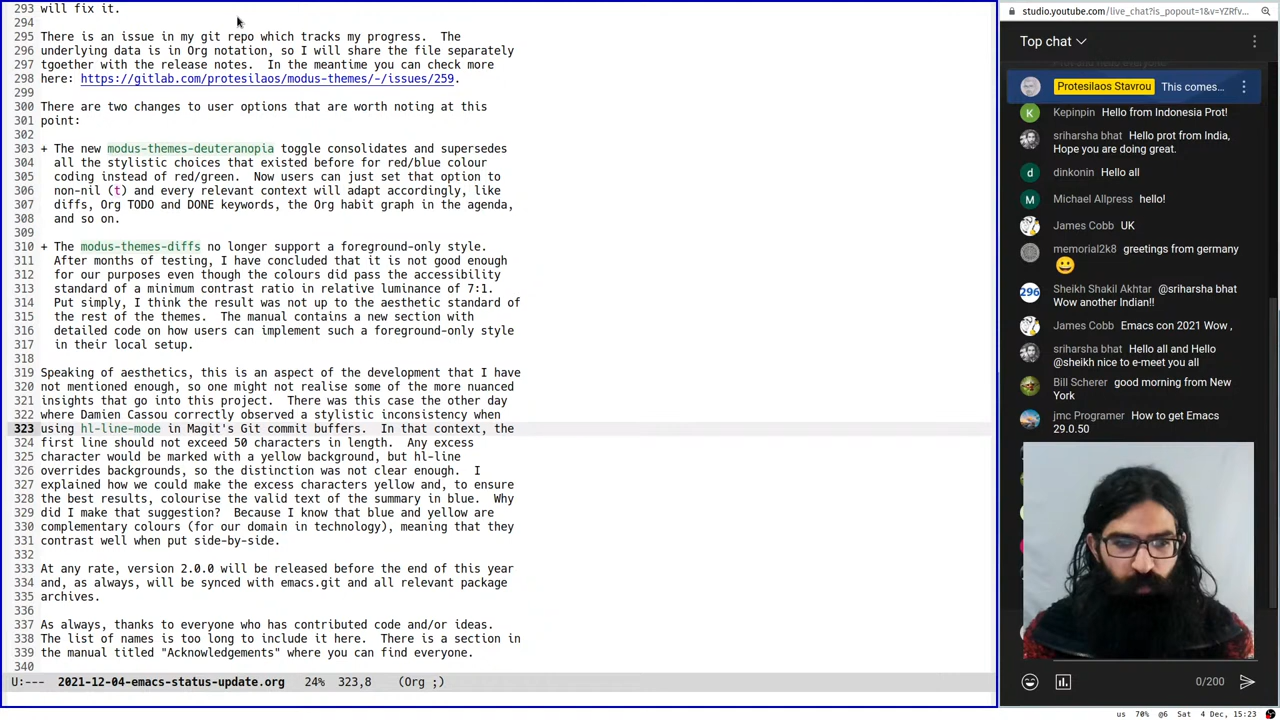 293 will fix it.
294
295 There is an issue in my git repo which tracks my progress.  The
296 underlying data is in Org notation, so I will share the file separately
297 tgoether with the release notes.  In the meantime you can check more
298 here: https://gitlab.com/protesilaos/modus-themes/-/issues/259.
299
300 There are two changes to user options that are worth noting at this
301 point:
302
303 + The new modus-themes-deuteranopia toggle consolidates and supersedes
304   all the stylistic choices that existed before for red/blue colour
305   coding instead of red/green.  Now users can just set that option to
306   non-nil (t) and every relevant context will adapt accordingly, like
307   diffs, Org TODO and DONE keywords, the Org habit graph in the agenda,
308   and so on.
309
310 + The modus-themes-diffs no longer support a foreground-only style.
311   After months of testing, I have concluded that it is not good enough
312   for our purposes even though the colours did pass the accessibility
313   standard of a minimum contrast ratio in relative luminance of 7:1.
314   Put simply, I think the result was not up to the aesthetic standard of
315   the rest of the themes.  The manual contains a new section with
316   detailed code on how users can implement such a foreground-only style
317   in their local setup.
318
319 Speaking of aesthetics, this is an aspect of the development that I have
320 not mentioned enough, so one might not realise some of the more nuanced
321 insights that go into this project.  There was this case the other day
322 where Damien Cassou correctly observed a stylistic inconsistency when
323 using hl-line-mode in Magit's Git commit buffers.  In that context, the
324 first line should not exceed 50 characters in length.  Any excess
325 character would be marked with a yellow background, but hl-line
326 overrides backgrounds, so the distinction was not clear enough.  I
327 explained how we could make the excess characters yellow and, to ensure
328 the best results, colourise the valid text of the summary in blue.  Why
329 did I make that suggestion?  Because I know that blue and yellow are
330 complementary colours (for our domain in technology), meaning that they
331 contrast well when put side-by-side.
332
333 At any rate, version 2.0.0 will be released before the end of this year
334 and, as always, will be synced with emacs.git and all relevant package
335 archives.
336
337 As always, thanks to everyone who has contributed code and/or ideas.
338 The list of names is too long to include it here.  There is a section in
339 the manual titled "Acknowledgements" where you can find everyone.
340
U:---  2021-12-04-emacs-status-update.org   24%  323,8   (Org ;)
studio.youtube.com/live_chat?is_popout=1&v=YZRfv...
Top chat
Protesilaos Stavrou This comes...
K Kepinpin Hello from Indonesia Prot!
sriharsha bhat Hello prot from India,
Hope you are doing great.
d dinkonin Hello all
M Michael Allpress hello!
James Cobb UK
memorial2k8 greetings from germany
😀
296 Sheikh Shakil Akhtar @sriharsha bhat
Wow another Indian!!
James Cobb Emacs con 2021 Wow ,
sriharsha bhat Hello all and Hello
@sheikh nice to e-meet you all
Bill Scherer good morning from New
York
jmc Programer How to get Emacs
29.0.50
0/200
us 70% @6 Sat 4 Dec, 15:23